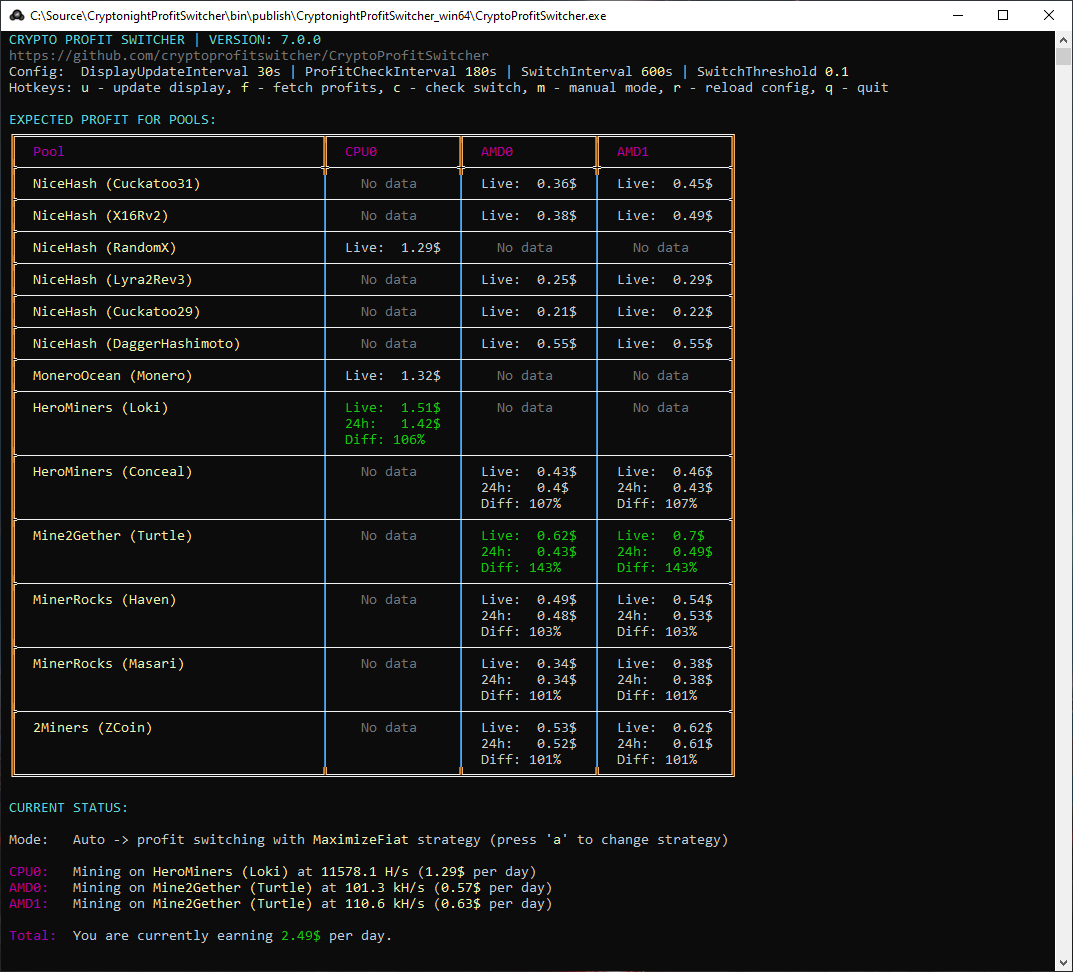 C:\Source\CryptonightProfitSwitcher\bin\publish\CryptonightProfitSwitcher_win64\CryptoProfitSwitcher.exe
CRYPTO PROFIT SWITCHER | VERSION: 7.0.0
https://github.com/cryptoprofitswitcher/CryptoProfitSwitcher
Config:  DisplayUpdateInterval 30s | ProfitCheckInterval 180s | SwitchInterval 600s | SwitchThreshold 0.1
Hotkeys: u - update display, f - fetch profits, c - check switch, m - manual mode, r - reload config, q - quit
EXPECTED PROFIT FOR POOLS:
Pool CPU0 AMD0 AMD1
NiceHash (Cuckatoo31) No data Live: 0.36$ Live: 0.45$
NiceHash (X16Rv2) No data Live: 0.38$ Live: 0.49$
NiceHash (RandomX) Live: 1.29$ No data No data
NiceHash (Lyra2Rev3) No data Live: 0.25$ Live: 0.29$
NiceHash (Cuckatoo29) No data Live: 0.21$ Live: 0.22$
NiceHash (DaggerHashimoto) No data Live: 0.55$ Live: 0.55$
MoneroOcean (Monero) Live: 1.32$ No data No data
HeroMiners (Loki) Live: 1.51$ No data No data
24h: 1.42$
Diff: 106%
HeroMiners (Conceal) No data Live: 0.43$ Live: 0.46$
24h: 0.4$ 24h: 0.43$
Diff: 107% Diff: 107%
Mine2Gether (Turtle) No data Live: 0.62$ Live: 0.7$
24h: 0.43$ 24h: 0.49$
Diff: 143% Diff: 143%
MinerRocks (Haven) No data Live: 0.49$ Live: 0.54$
24h: 0.48$ 24h: 0.53$
Diff: 103% Diff: 103%
MinerRocks (Masari) No data Live: 0.34$ Live: 0.38$
24h: 0.34$ 24h: 0.38$
Diff: 101% Diff: 101%
2Miners (ZCoin) No data Live: 0.53$ Live: 0.62$
24h: 0.52$ 24h: 0.61$
Diff: 101% Diff: 101%
CURRENT STATUS:
Mode: Auto -> profit switching with MaximizeFiat strategy (press 'a' to change strategy)
CPU0: Mining on HeroMiners (Loki) at 11578.1 H/s (1.29$ per day)
AMD0: Mining on Mine2Gether (Turtle) at 101.3 kH/s (0.57$ per day)
AMD1: Mining on Mine2Gether (Turtle) at 110.6 kH/s (0.63$ per day)
Total: You are currently earning 2.49$ per day.